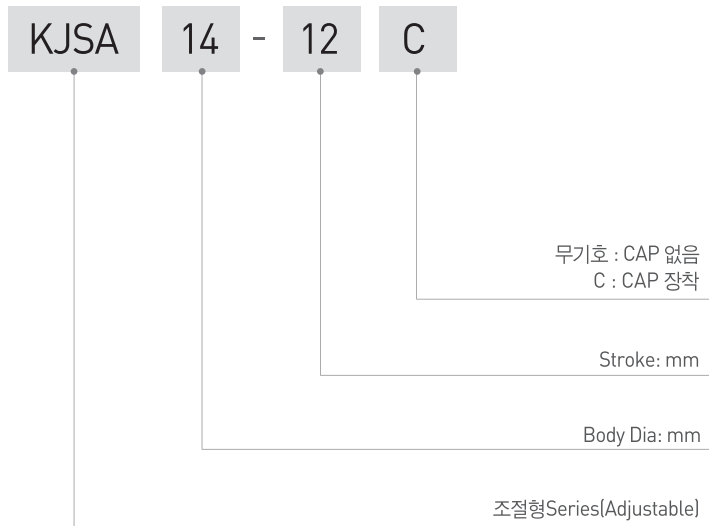 KJSA 14 - 12 C
무기호 : CAP 없음
C : CAP 장착
Stroke: mm
Body Dia: mm
조절형Series(Adjustable)